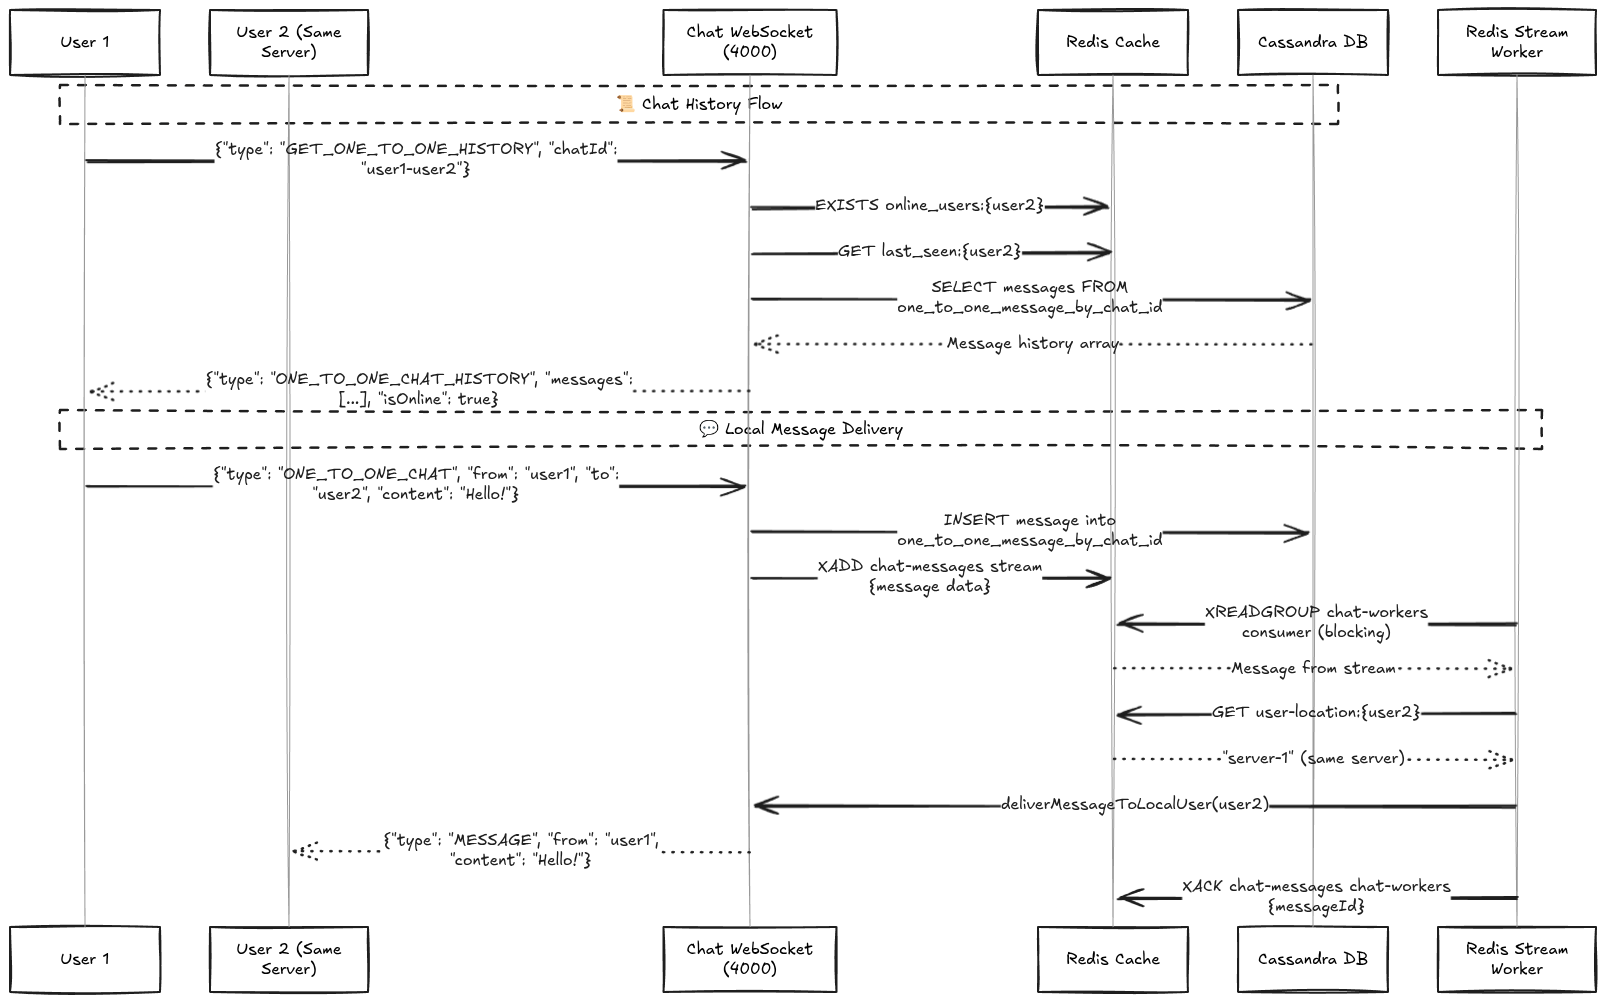 User 1
User 2 (Same
Server)
Chat WebSocket
(4000)
Redis Cache
Cassandra DB
Redis Stream
Worker
📜 Chat History Flow
{"type": "GET_ONE_TO_ONE_HISTORY", "chatId":
"user1-user2"}
EXISTS online_users:{user2}
GET last_seen:{user2}
SELECT messages FROM
one_to_one_message_by_chat_id
Message history array
{"type": "ONE_TO_ONE_CHAT_HISTORY", "messages":
[...], "isOnline": true}
💬 Local Message Delivery
{"type": "ONE_TO_ONE_CHAT", "from": "user1", "to":
"user2", "content": "Hello!"}
INSERT message into
one_to_one_message_by_chat_id
XADD chat-messages stream
{message data}
XREADGROUP chat-workers
consumer (blocking)
Message from stream
GET user-location:{user2}
"server-1" (same server)
deliverMessageToLocalUser(user2)
{"type": "MESSAGE", "from": "user1",
"content": "Hello!"}
XACK chat-messages chat-workers
{messageId}
User 1
User 2 (Same
Server)
Chat WebSocket
(4000)
Redis Cache
Cassandra DB
Redis Stream
Worker